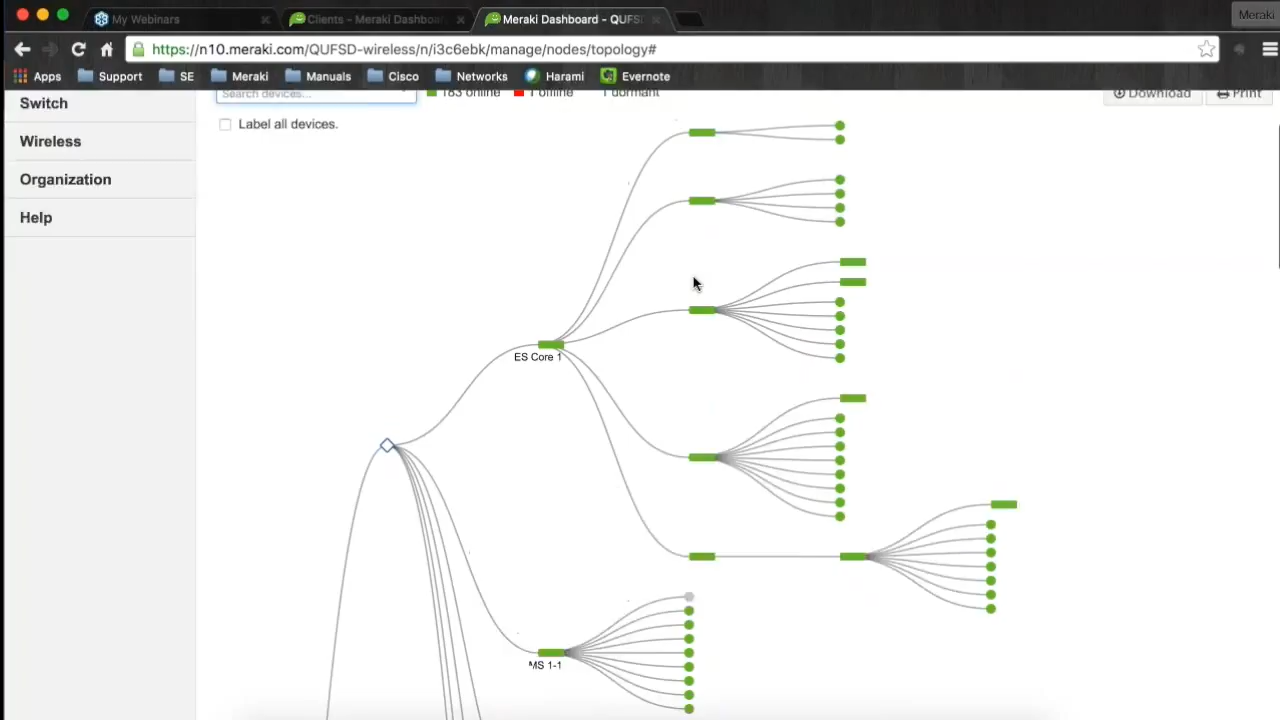 My Webinars
Clients - Meraki Dashboa
Meraki Dashboard - QUFS
Meraki
https://n10.meraki.com/QUFSD-wireless/n/i3c6ebk/manage/nodes/topology#
Apps Support SE Meraki Manuals Cisco Networks Harami Evernote
Switch
Wireless
Organization
Help
Search devices...
183 online
1 offline
1 dormant
Download
Print
Label all devices.
ES Core 1
MS 1-1